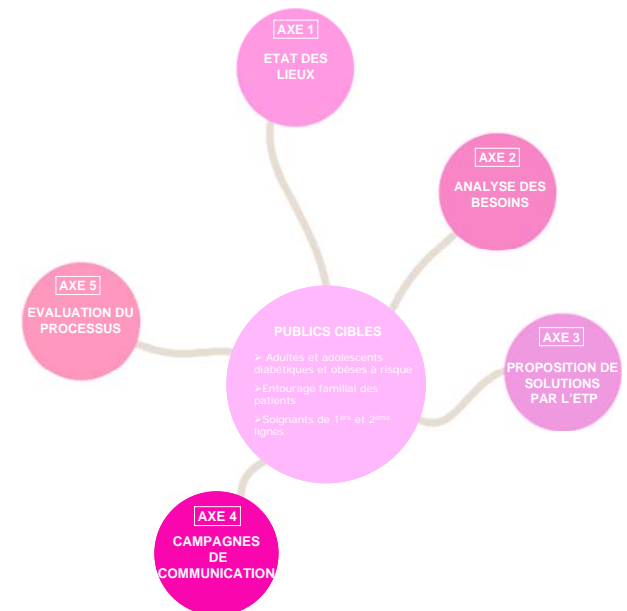 AXE 1
ETAT DES
LIEUX
AXE 2
ANALYSE DES
BESOINS
AXE 3
PROPOSITION DE
SOLUTIONS
PAR L'ETP
AXE 4
CAMPAGNES
DE
COMMUNICATION
AXE 5
EVALUATION DU
PROCESSUS
PUBLICS CIBLES
➢ Adultes et adolescents
diabétiques et obèses à risque
➢Entourage familial des
patients
➢Soignants de 1ères et 2èmes
lignes